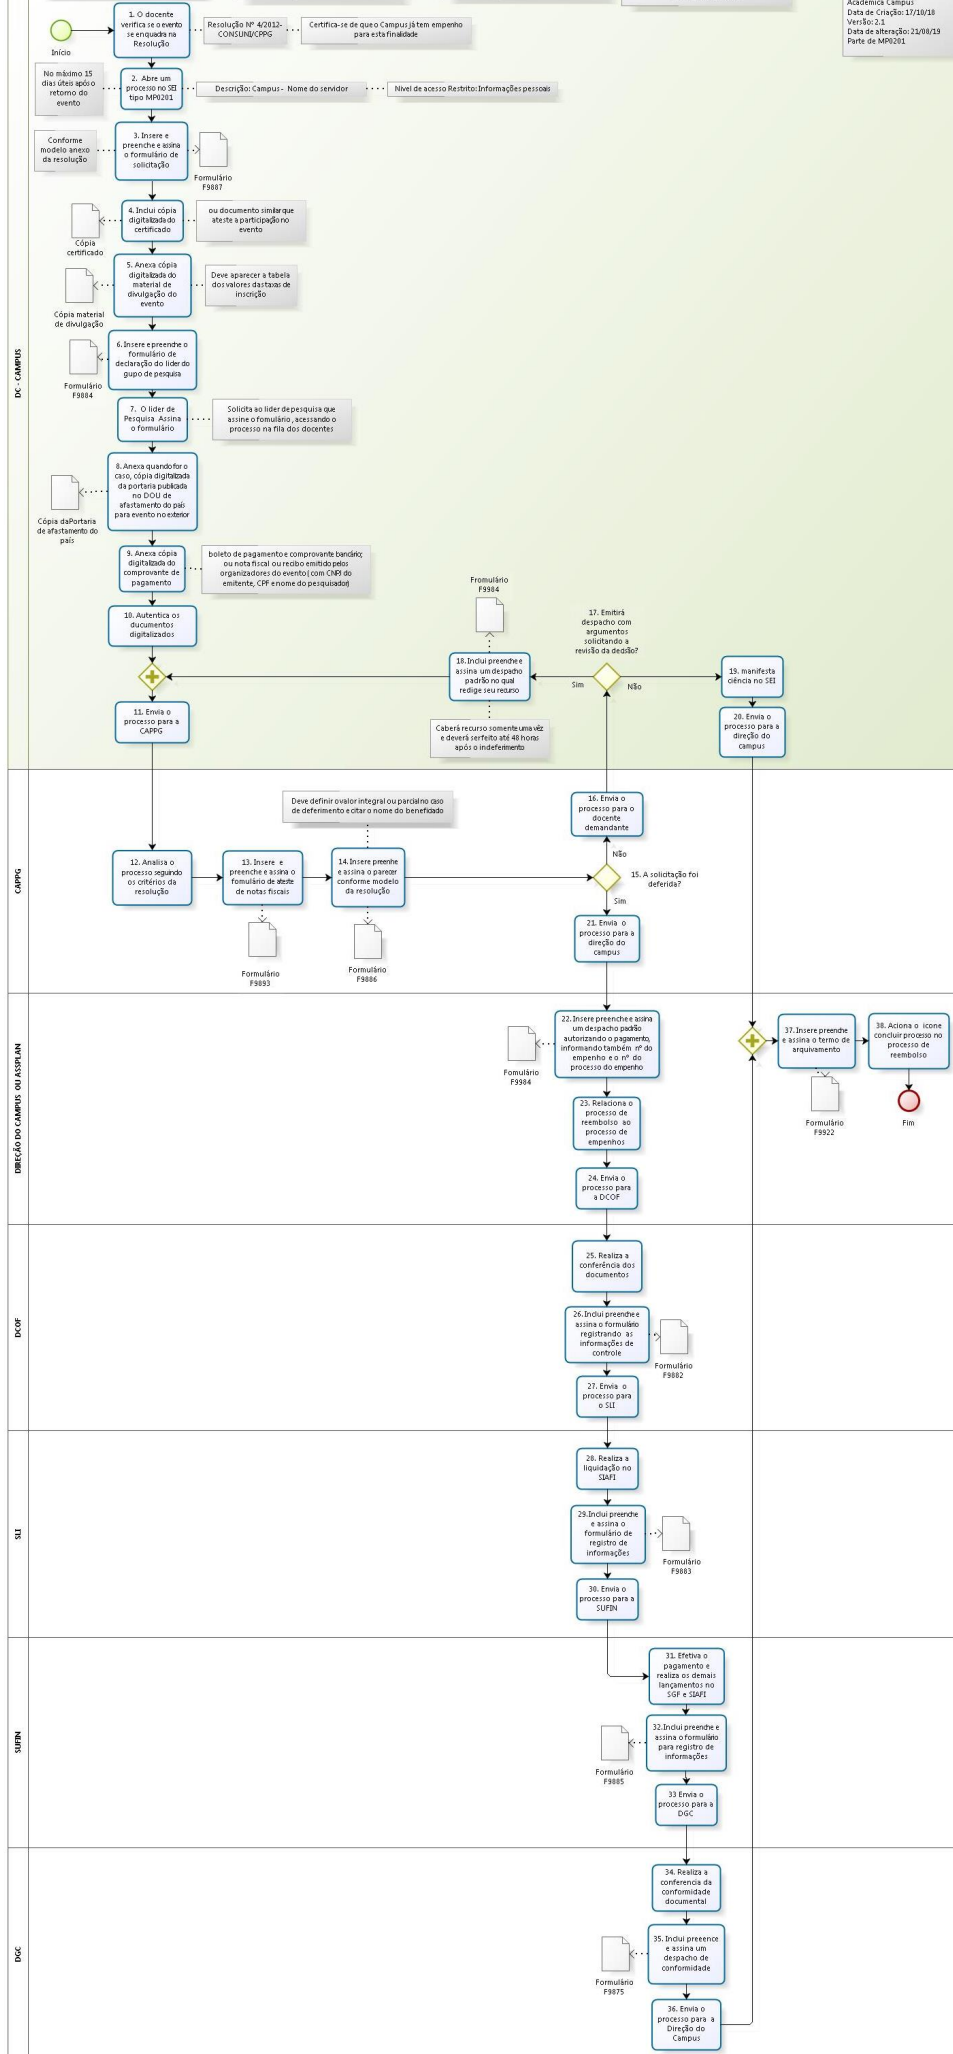 Acadêmica Campus
Data de Criação: 17/10/18
Versão: 2.1
Data de alteração: 21/08/19
Parte de MP0201
DC - CAMPUS
Início
1. O docente
verifica se o evento
se enquadra na
Resolução
Resolução Nº 4/2012-
CONSUNI/CPPG
Certifica-se de que o Campus já tem empenho
para esta finalidade
No máximo 15
dias úteis após o
retorno do
evento
2. Abre um
processo no SEI
tipo MP0201
Descrição: Campus - Nome do servidor
Nivel de acesso Restrito: Informações pessoais
Conforme
modelo anexo
da resolução
3. Insere e
preenche e assina
o formulário de
solicitação
Formulário
F9887
4. Inclui cópia
digitalizada do
certificado
ou documento similar que
ateste a participação no
evento
Cópia
certificado
5. Anexa cópia
digitalizada do
material de
divulgação do
evento
Deve aparecer a tabela
dos valores das taxas de
inscrição
Cópia material
de divulgação
6. Insere e preenche o
formulário de
declaração do lider do
gupo de pesquisa
Formulário
F9884
7. O lider de
Pesquisa Assina
o formulário
Solicita ao lider de pesquisa que
assine o fomulário , acessando o
processo na fila dos docentes
8. Anexa quando for o
caso, cópia digitalizada
da portaria publicada
no DOU de
afastamento do país
para evento no exterior
Cópia da Portaria
de afastamento do
país
9. Anexa cópia
digitalizada do
comprovante de
pagamento
boleto de pagamento e comprovante bancário;
ou nota fiscal ou recibo emitido pelos
organizadores do evento ( com CNPJ do
emitente, CPF e nome do pesquisador)
10. Autentica os
ducumentos
digitalizados
11. Envia o
processo para a
CAPPG
Fromulário
F9984
18. Inclui preenche e
assina um despacho
padrão no qual
redige seu recurso
Caberá recurso somente uma vêz
e deverá ser feito até 48 horas
após o indeferimento
17. Emitirá
despacho com
argumentos
solicitando a
revisão da decisão?
Sim
Não
19. manifesta
ciência no SEI
20. Envia o
processo para a
direção do
campus
CAPPG
12. Analisa o
processo seguindo
os critérios da
resolução
13. Insere e
preenche e assina o
fomulário de ateste
de notas fiscais
Formulário
F9893
Deve definir o valor integral ou parcial no caso
de deferimento e citar o nome do beneficiado
14. Insere preenhe
e assina o parecer
conforme modelo
da resolução
Formulário
F9886
16. Envia o
processo para o
docente
demandante
Não
15. A solicitação foi
deferida?
Sim
21. Envia o
processo para a
direção do
campus
DIREÇÃO DO CAMPUS OU ASSPLAN
22. Insere preenche e assina
um despacho padrão
autorizando o pagamento,
informando também nº do
empenho e o nº do
processo do empenho
Fomulário
F9984
23. Relaciona o
processo de
reembolso ao
processo de
empenhos
24. Envia o
processo para
a DCOF
37. Insere preenche
e assina o termo de
arquivamento
Formulário
F9922
38. Aciona o icone
concluir processo no
processo de
reembolso
Fim
DCOF
25. Realiza a
conferência dos
documentos
26. Inclui preenche e
assina o formulário
registrando as
informações de
controle
Formulário
F9882
27. Envia o
processo para
o SLI
SLI
28. Realiza a
liquidação no
SIAFI
29. Inclui preenche
e assina o
formulário de
registro de
informações
Formulário
F9883
30. Envia o
processo para a
SUFIN
SUFIN
31. Efetiva o
pagamento e
realiza os demais
lançamentos no
SGF e SIAFI
32. Inclui preenche e
assina o formulário
para registro de
informações
Formulário
F9885
33 Envia o
processo para a
DGC
DGC
34. Realiza a
conferencia da
conformidade
documental
35. Inclui preeence
e assina um
despacho de
conformidade
Formulário
F9875
36. Envia o
processo para a
Direção do
Campus